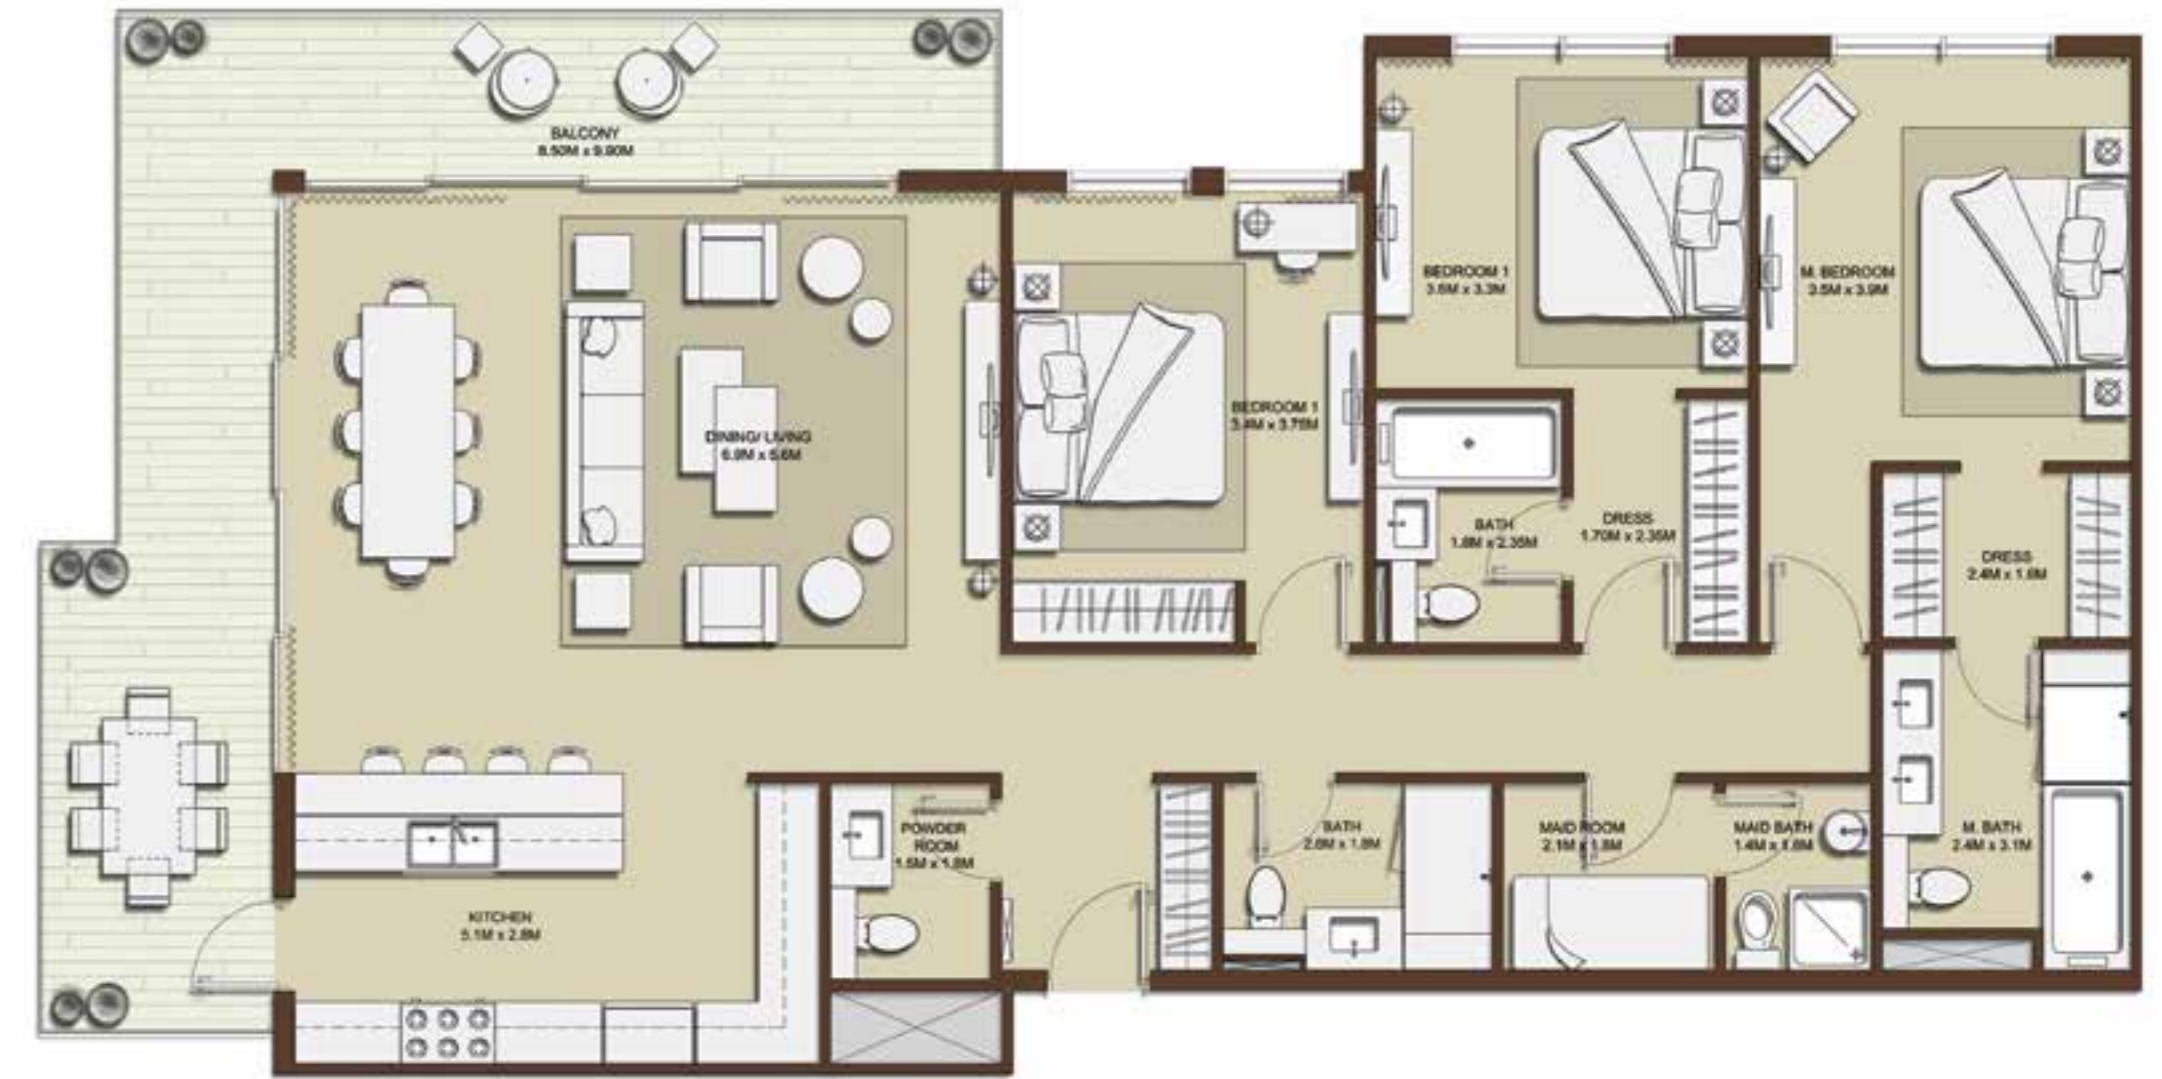 BALCONY
8.50M x 9.90M
BEDROOM 1
3.6M x 3.3M
M. BEDROOM
3.5M x 3.9M
BEDROOM 1
3.4M x 3.75M
DINING/ LIVING
6.9M x 6.6M
BATH
1.8M x 2.35M
DRESS
1.70M x 2.35M
DRESS
2.4M x 1.8M
POWDER
ROOM
1.5M x 1.8M
BATH
2.6M x 1.8M
MAID ROOM
2.1M x 1.8M
MAID BATH
1.4M x 1.8M
M. BATH
2.4M x 3.1M
KITCHEN
5.1M x 2.8M